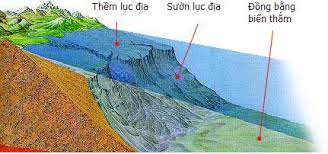 Thềm lục địa
Sườn lục địa
Đồng bằng
biển thẳm